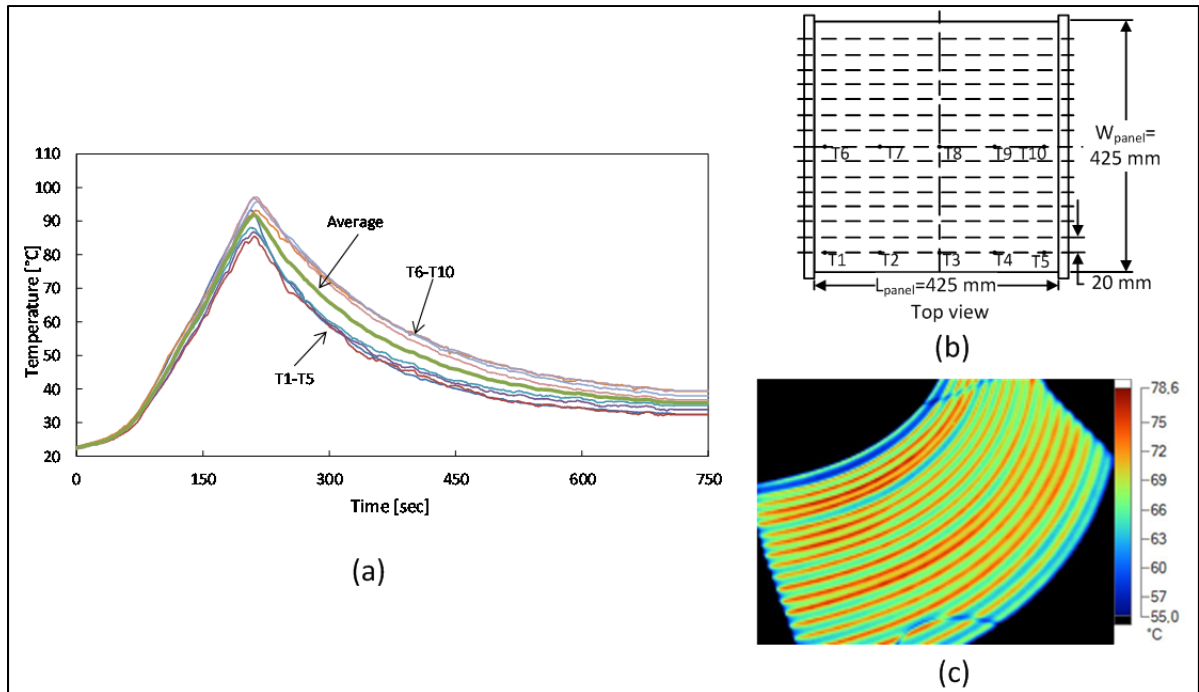 110
100
90
80
70
60
50
40
30
20
Temperature [°C]
Average
T6-T10
T1-T5
0
150
300
450
600
750
Time [sec]
(a)
T6
T7
T8
T9
T10
T1
T2
T3
T4
T5
Wpanel=
425 mm
20 mm
Lpanel=425 mm
Top view
(b)
78,6
75
72
69
66
63
60
57
55,0
°C
(c)